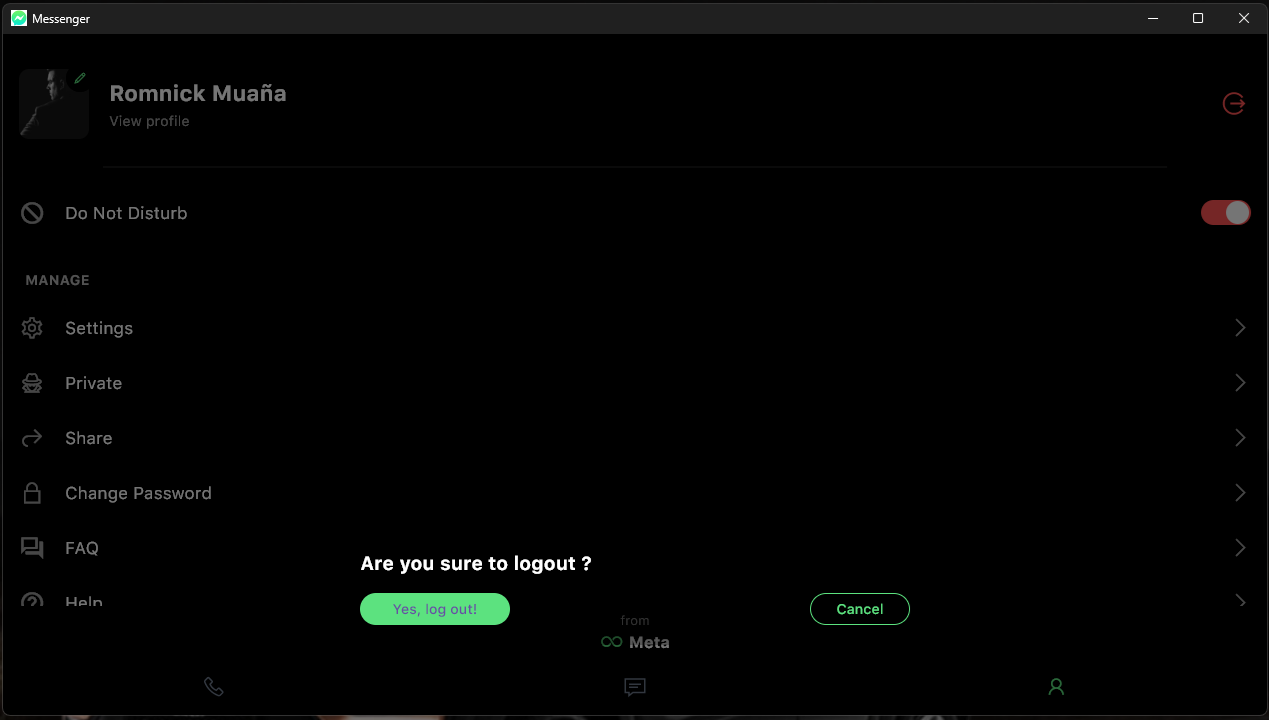 Messenger
Romnick Muaña
View profile
Do Not Disturb
MANAGE
Settings
Private
Share
Change Password
FAQ
Help
Are you sure to logout ?
Yes, log out!
Cancel
from
Meta